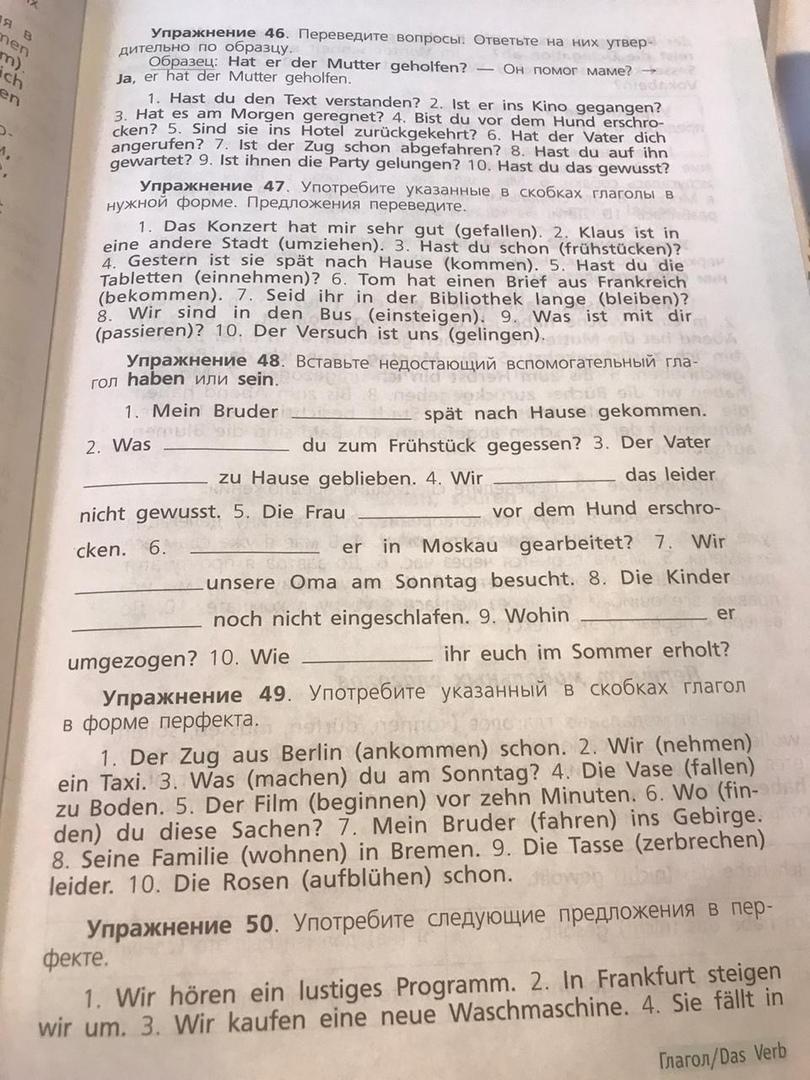 Упражнение 46. Переведите вопросы. Ответьте на них утвер-
дительно по образцу.
Образец: Hat er der Mutter geholfen? — Он помог маме? →
Ja, er hat der Mutter geholfen.
1. Hast du den Text verstanden? 2. Ist er ins Kino gegangen?
3. Hat es am Morgen geregnet? 4. Bist du vor dem Hund erschro-
cken? 5. Sind sie ins Hotel zurückgekehrt? 6. Hat der Vater dich
angerufen? 7. Ist der Zug schon abgefahren? 8. Hast du auf ihn
gewartet? 9. Ist ihnen die Party gelungen? 10. Hast du das gewusst?
Упражнение 47. Употребите указанные в скобках глаголы в
нужной форме. Предложения переведите.
1. Das Konzert hat mir sehr gut (gefallen). 2. Klaus ist in
eine andere Stadt (umziehen). 3. Hast du schon (frühstücken)?
4. Gestern ist sie spät nach Hause (kommen). 5. Hast du die
Tabletten (einnehmen)? 6. Tom hat einen Brief aus Frankreich
(bekommen). 7. Seid ihr in der Bibliothek lange (bleiben)?
8. Wir sind in den Bus (einsteigen). 9. Was ist mit dir
(passieren)? 10. Der Versuch ist uns (gelingen).
Упражнение 48. Вставьте недостающий вспомогательный гла-
гол haben или sein.
1. Mein Bruder ____________ spät nach Hause gekommen.
2. Was ____________ du zum Frühstück gegessen? 3. Der Vater
____________ zu Hause geblieben. 4. Wir ____________ das leider
nicht gewusst. 5. Die Frau ____________ vor dem Hund erschro-
cken. 6. ____________ er in Moskau gearbeitet? 7. Wir
____________ unsere Oma am Sonntag besucht. 8. Die Kinder
____________ noch nicht eingeschlafen. 9. Wohin ____________ er
umgezogen? 10. Wie ____________ ihr euch im Sommer erholt?
Упражнение 49. Употребите указанный в скобках глагол
в форме перфекта.
1. Der Zug aus Berlin (ankommen) schon. 2. Wir (nehmen)
ein Taxi. 3. Was (machen) du am Sonntag? 4. Die Vase (fallen)
zu Boden. 5. Der Film (beginnen) vor zehn Minuten. 6. Wo (fin-
den) du diese Sachen? 7. Mein Bruder (fahren) ins Gebirge.
8. Seine Familie (wohnen) in Bremen. 9. Die Tasse (zerbrechen)
leider. 10. Die Rosen (aufblühen) schon.
Упражнение 50. Употребите следующие предложения в пер-
фекте.
1. Wir hören ein lustiges Programm. 2. In Frankfurt steigen
wir um. 3. Wir kaufen eine neue Waschmaschine. 4. Sie fällt in
Глагол/Das Verb